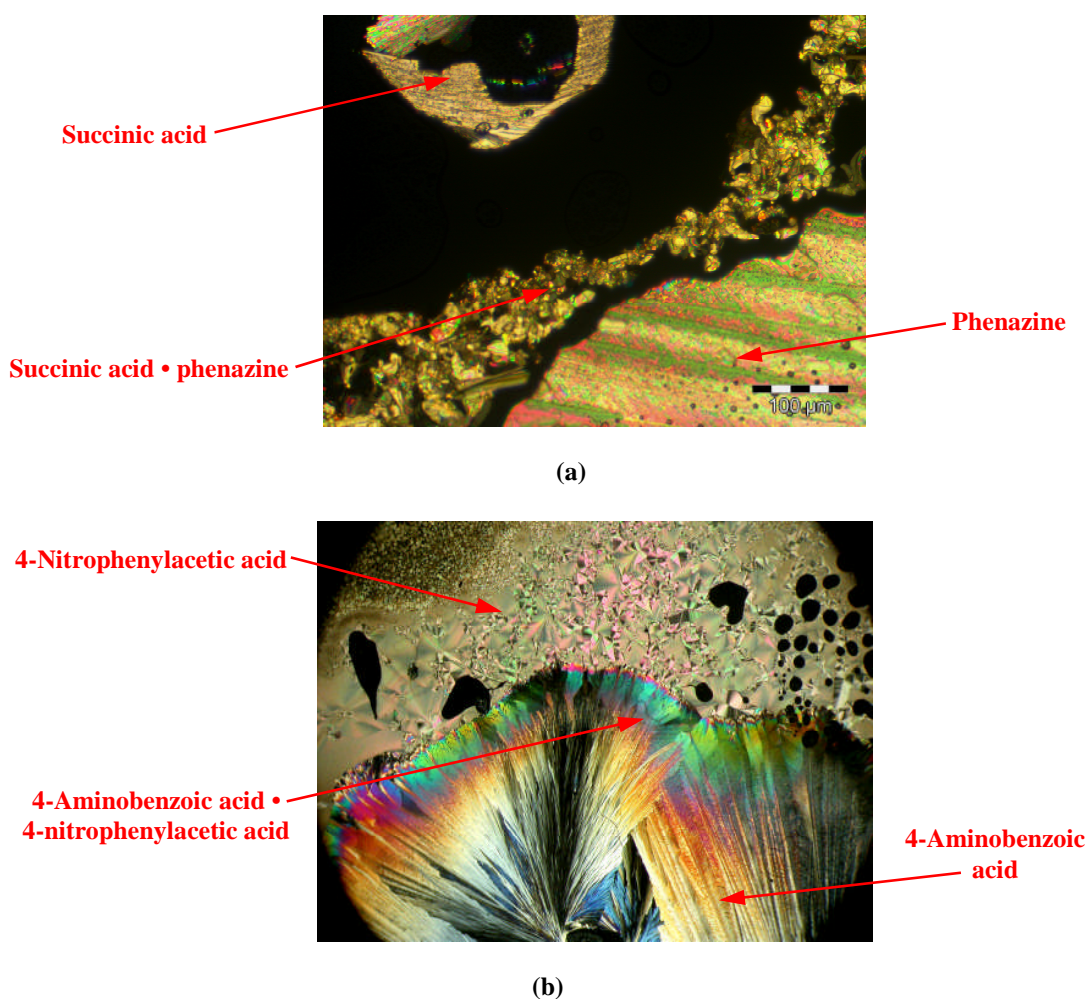 Succinic acid
Phenazine
Succinic acid • phenazine
100 µm
(a)
4-Nitrophenylacetic acid
4-Aminobenzoic acid •
4-nitrophenylacetic acid
4-Aminobenzoic
acid
(b)